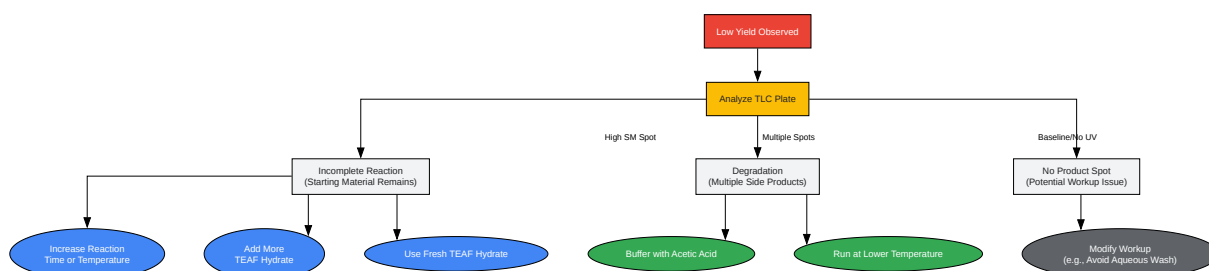 Low Yield Observed
Analyze TLC Plate
High SM Spot
Multiple Spots
Baseline/No UV
Incomplete Reaction
(Starting Material Remains)
Degradation
(Multiple Side Products)
No Product Spot
(Potential Workup Issue)
Increase Reaction
Time or Temperature
Add More
TEAF Hydrate
Use Fresh TEAF Hydrate
Buffer with Acetic Acid
Run at Lower Temperature
Modify Workup
(e.g., Avoid Aqueous Wash)